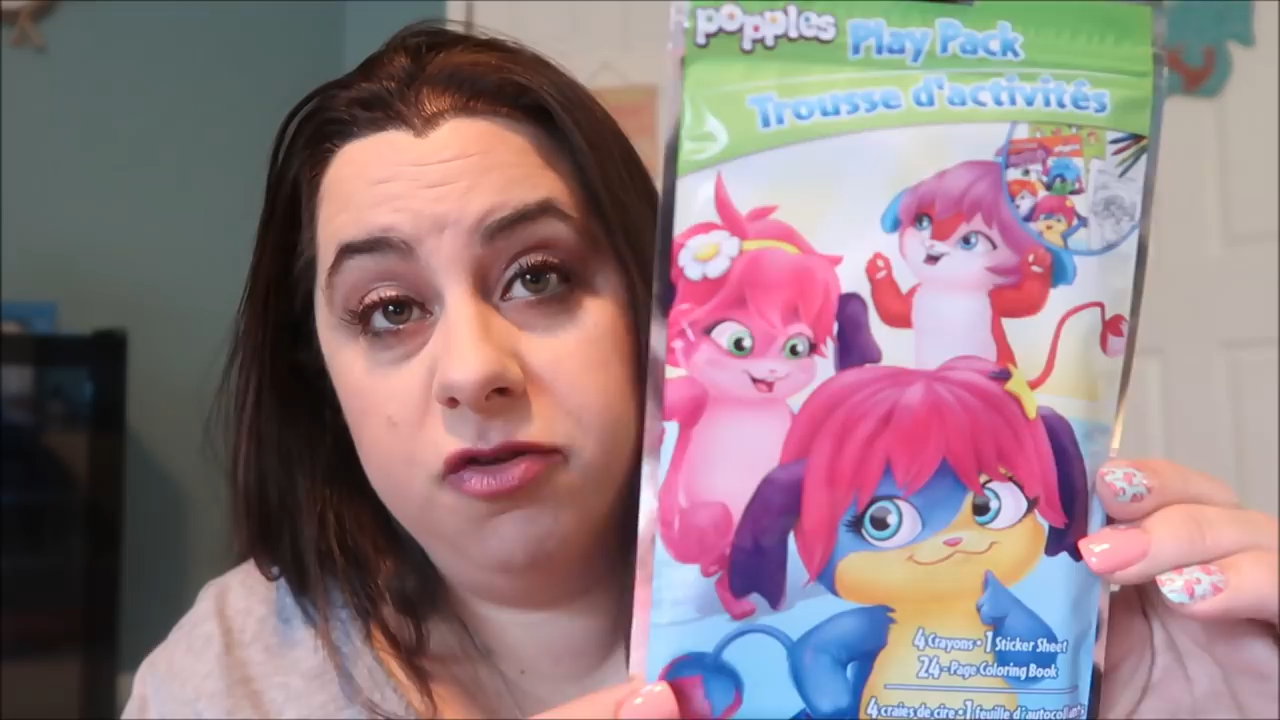 popples
Play Pack
Trousse d'activités
4 Crayons • 1 Sticker Sheet
24-Page Coloring Book
4 craies de cire • 1 feuille d'autocollants